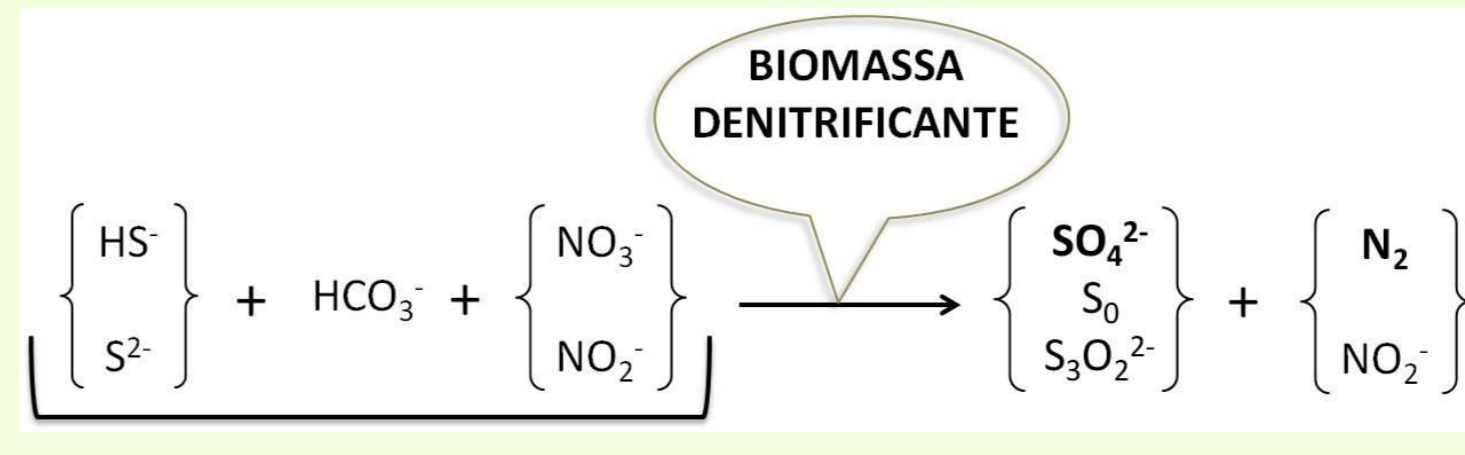 BIOMASSA
DENITRIFICANTE
HS⁻
S²⁻
+
HCO₃⁻ +
NO₃⁻
NO₂⁻
SO₄²⁻
S₀
S₃O₂²⁻
+
N₂
NO₂⁻